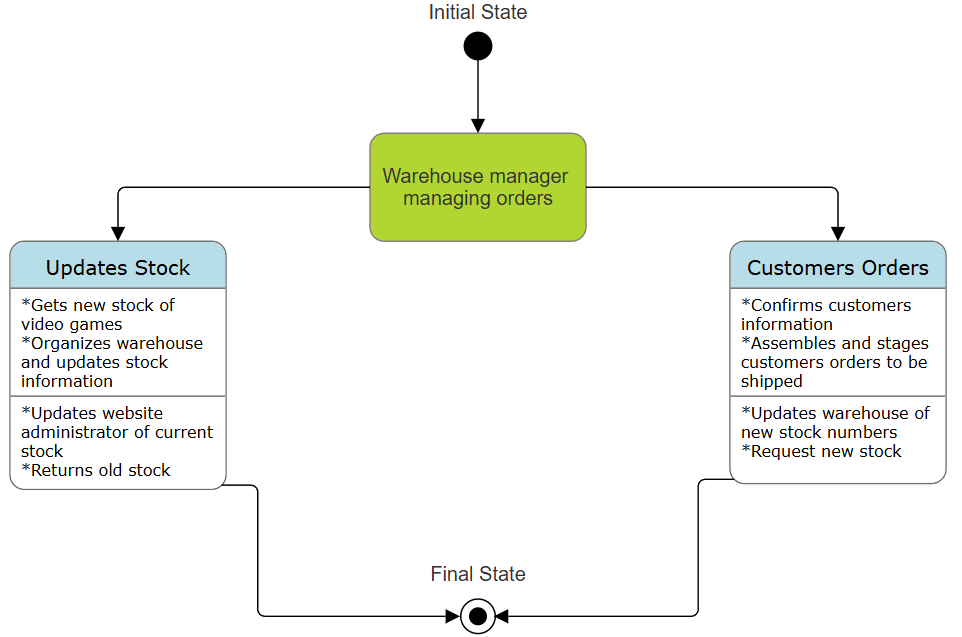 Initial State
Warehouse manager
managing orders
Updates Stock
*Gets new stock of
video games
*Organizes warehouse
and updates stock
information
*Updates website
administrator of current
stock
*Returns old stock
Customers Orders
*Confirms customers
information
*Assembles and stages
customers orders to be
shipped
*Updates warehouse of
new stock numbers
*Request new stock
Final State